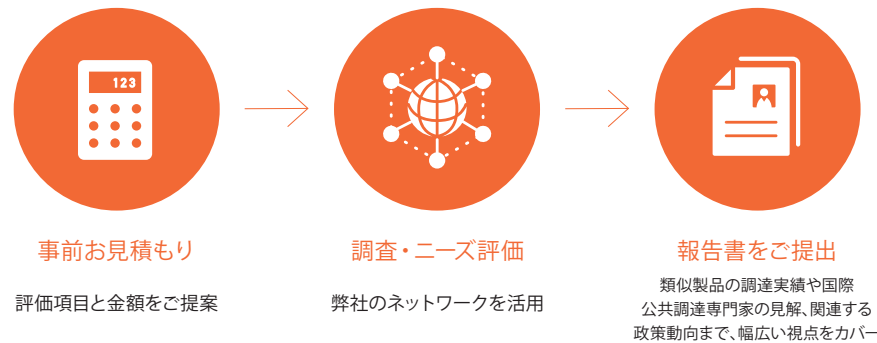 123
事前お見積もり
評価項目と金額をご提案
調査・ニーズ評価
弊社のネットワークを活用
報告書をご提出
類似製品の調達実績や国際
公共調達専門家の見解、関連する
政策動向まで、幅広い視点をカバー